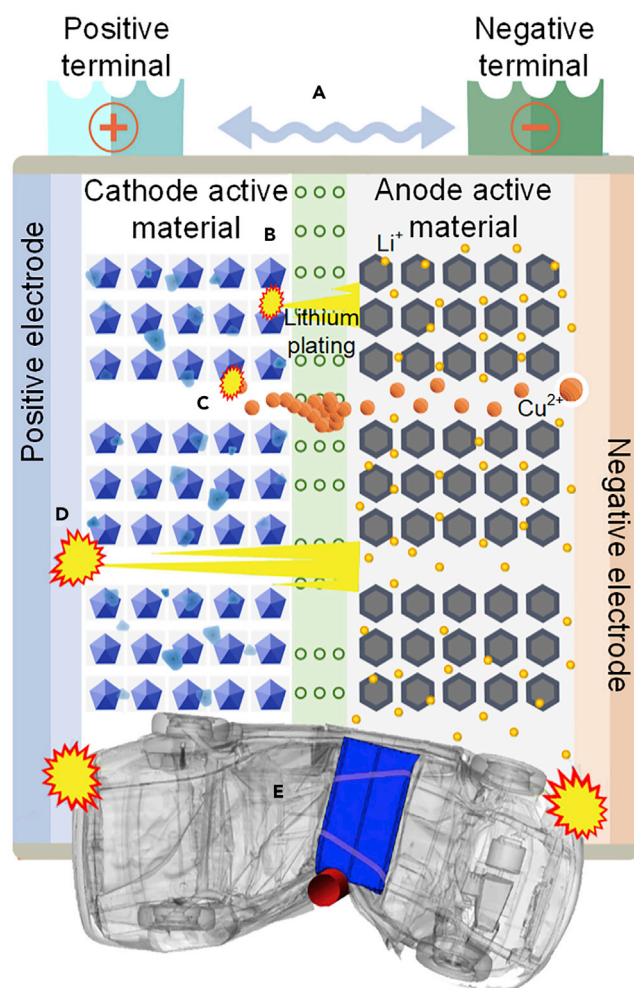 Positive
terminal
Negative
terminal
A
+
−
Cathode active
material
Anode active
material
B
Li⁺
Lithium
plating
C
Cu²⁺
Positive electrode
D
Negative electrode
E